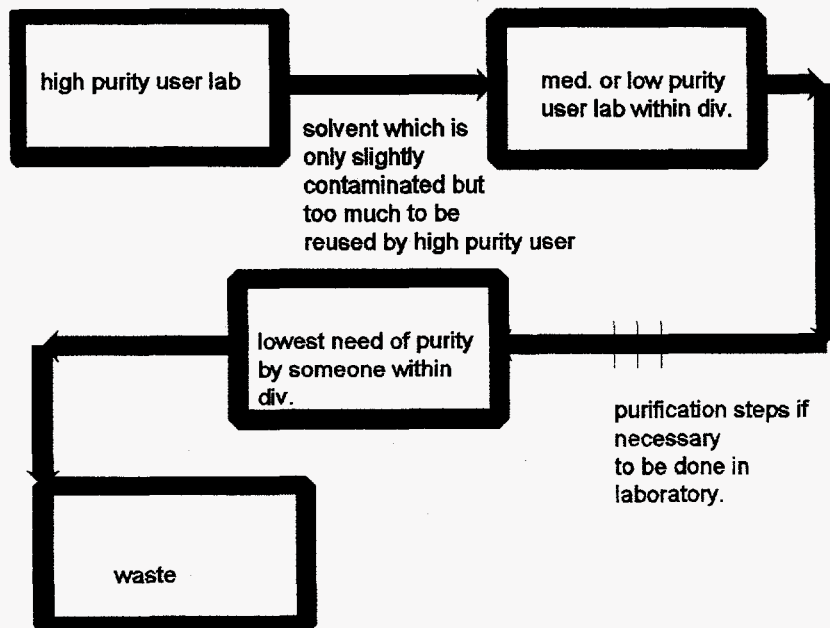 high purity user lab
med. or low purity
user lab within div.
solvent which is
only slightly
contaminated but
too much to be
reused by high purity user
lowest need of purity
by someone within
div.
purification steps if
necessary
to be done in
laboratory.
waste